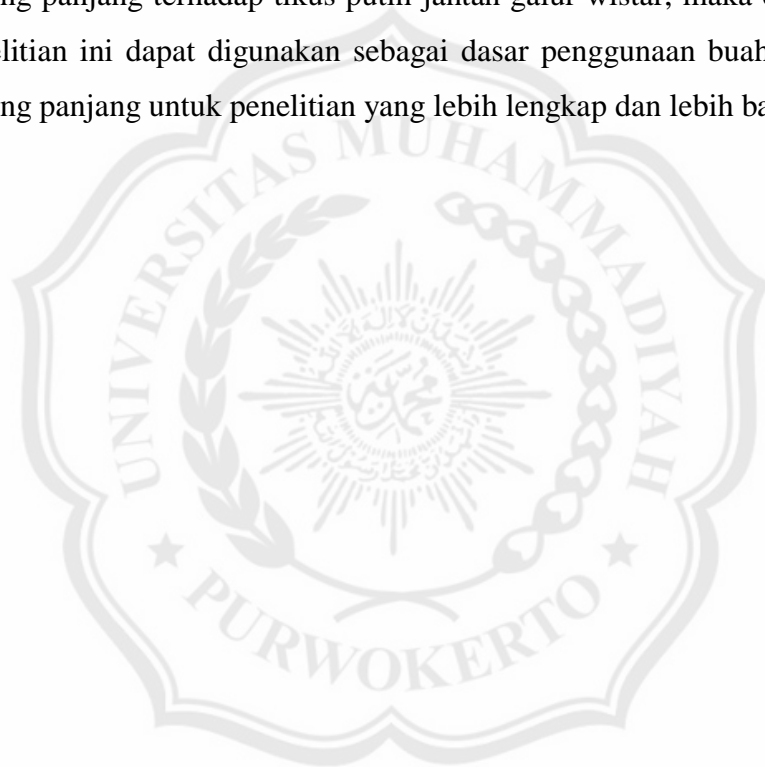 ng panjang terhadap tikus putih jantan galur wistar, maka
elitian ini dapat digunakan sebagai dasar penggunaan buah
ng panjang untuk penelitian yang lebih lengkap dan lebih ba
UNIVERSITAS MUHAMMADIYAH
PURWOKERTO